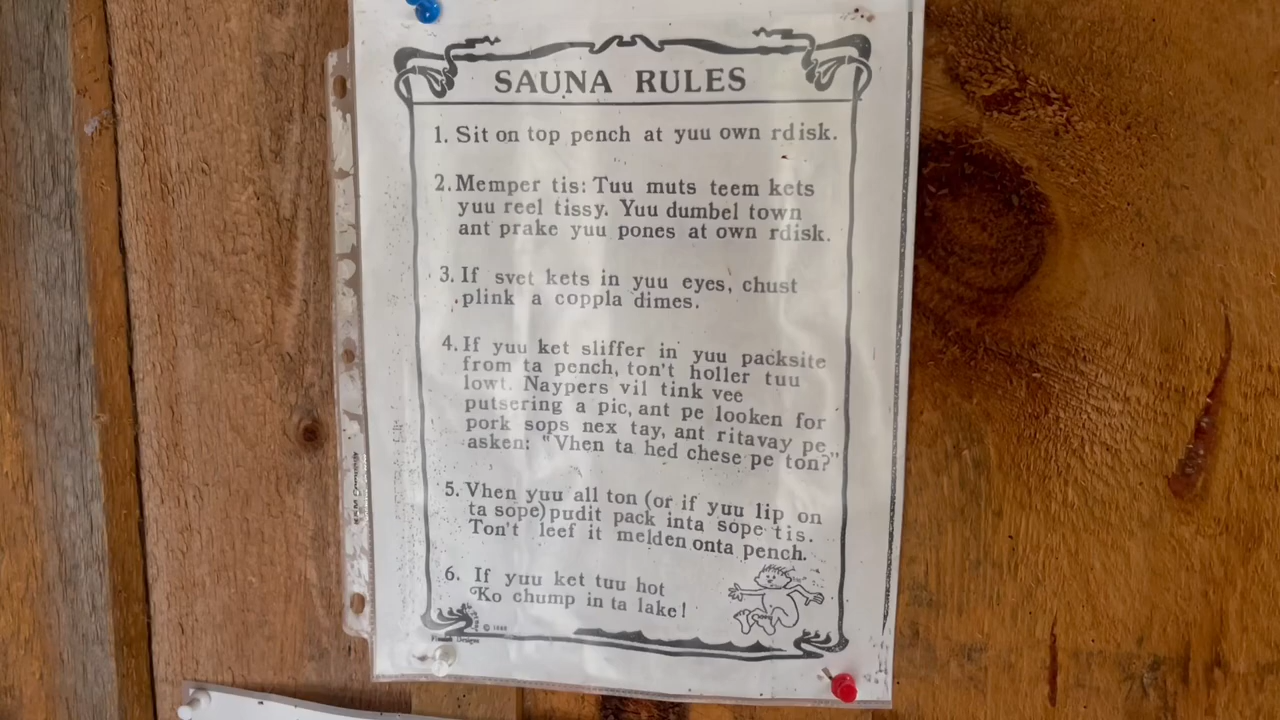 SAUNA RULES
1. Sit on top pench at yuu own rdisk.
2. Memper tis: Tuu muts teem kets
yuu reel tissy. Yuu dumbel town
ant prake yuu pones at own rdisk.
3. If svet kets in yuu eyes, chust
plink a coppla dimes.
4. If yuu ket sliffer in yuu packsite
from ta pench, ton't holler tuu
lowt. Naypers vil tink vee
putsering a pic, ant pe looken for
pork sops nex tay, ant ritavay pe
asken: "Vhen ta hed chese pe ton?"
5. Vhen yuu all ton (or if yuu lip on
ta sope) pudit pack inta sope tis.
Ton't leef it melden onta pench.
6. If yuu ket tuu hot
Ko chump in ta lake!
©
Designs